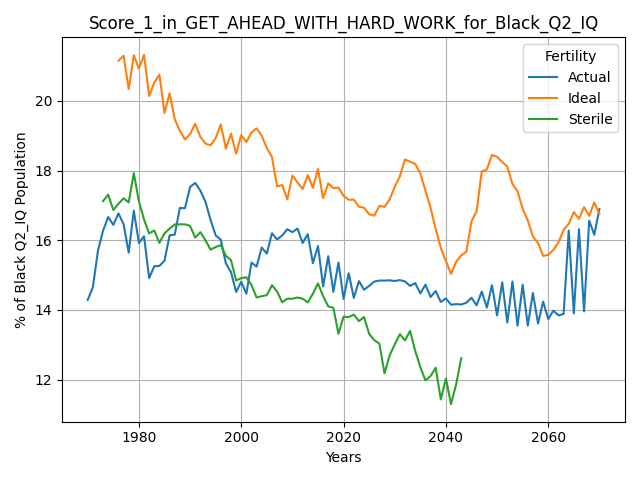 Score_1_in_GET_AHEAD_WITH_HARD_WORK_for_Black_Q2_IQ
Fertility
Actual
Ideal
Sterile
% of Black Q2_IQ Population
20
18
16
14
12
1980
2000
2020
2040
2060
Years